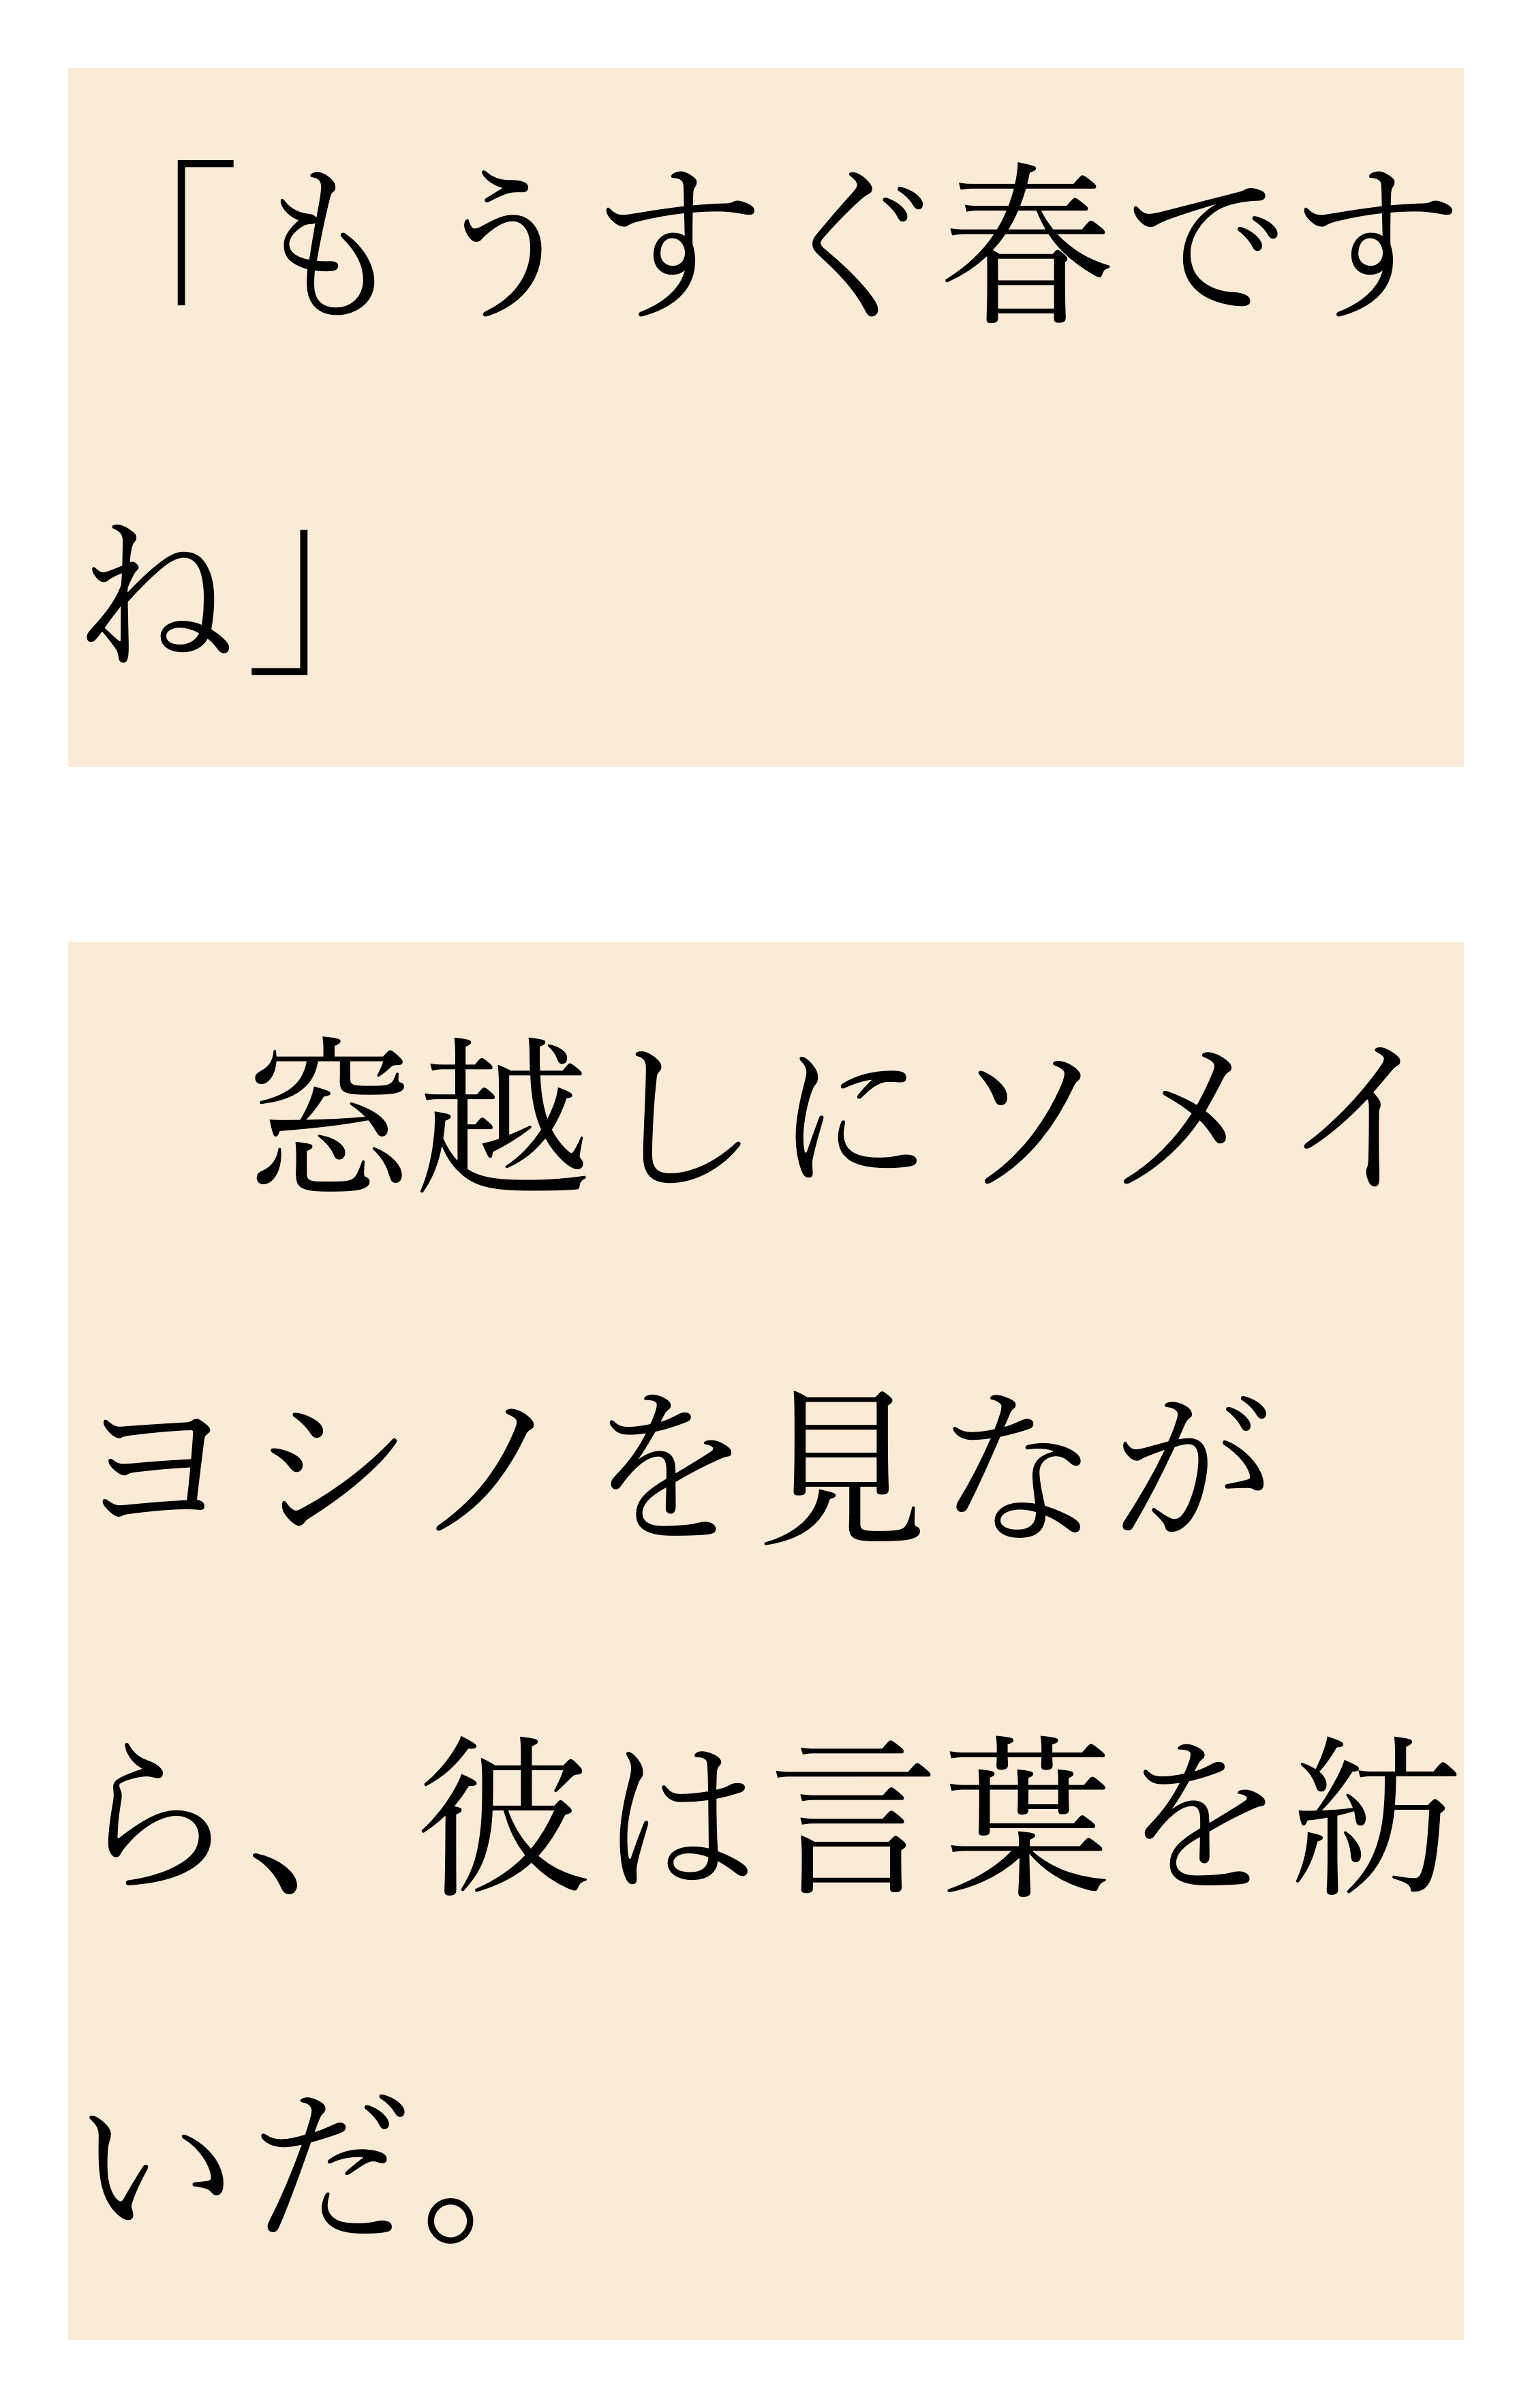 「もうすぐ春です
ね」
窓越しにソメイ
ヨシノを見なが
ら、彼は言葉を紡
いだ。